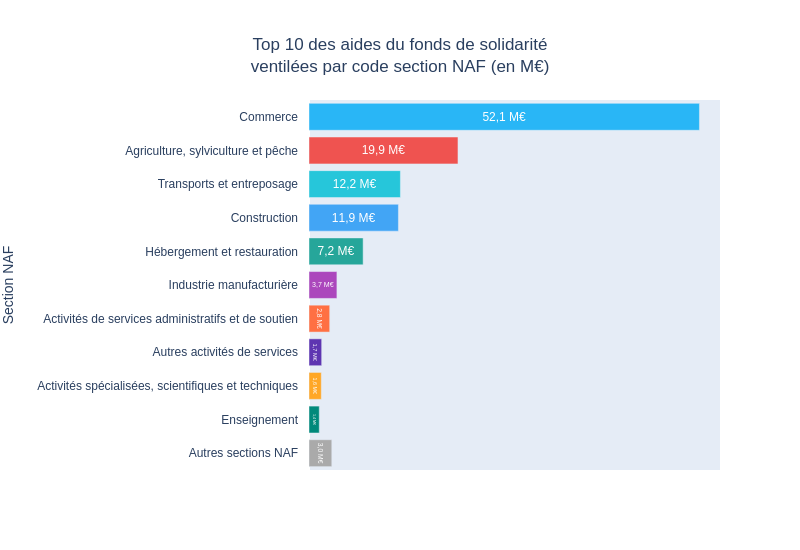 Top 10 des aides du fonds de solidarité
ventilées par code section NAF (en M€)
Section NAF
Commerce
52,1 M€
Agriculture, sylviculture et pêche
19,9 M€
Transports et entreposage
12,2 M€
Construction
11,9 M€
Hébergement et restauration
7,2 M€
Industrie manufacturière
3,7 M€
Activités de services administratifs et de soutien
2,8 M€
Autres activités de services
1,7 M€
Activités spécialisées, scientifiques et techniques
M€
Enseignement
Autres sections NAF
3,0 M€